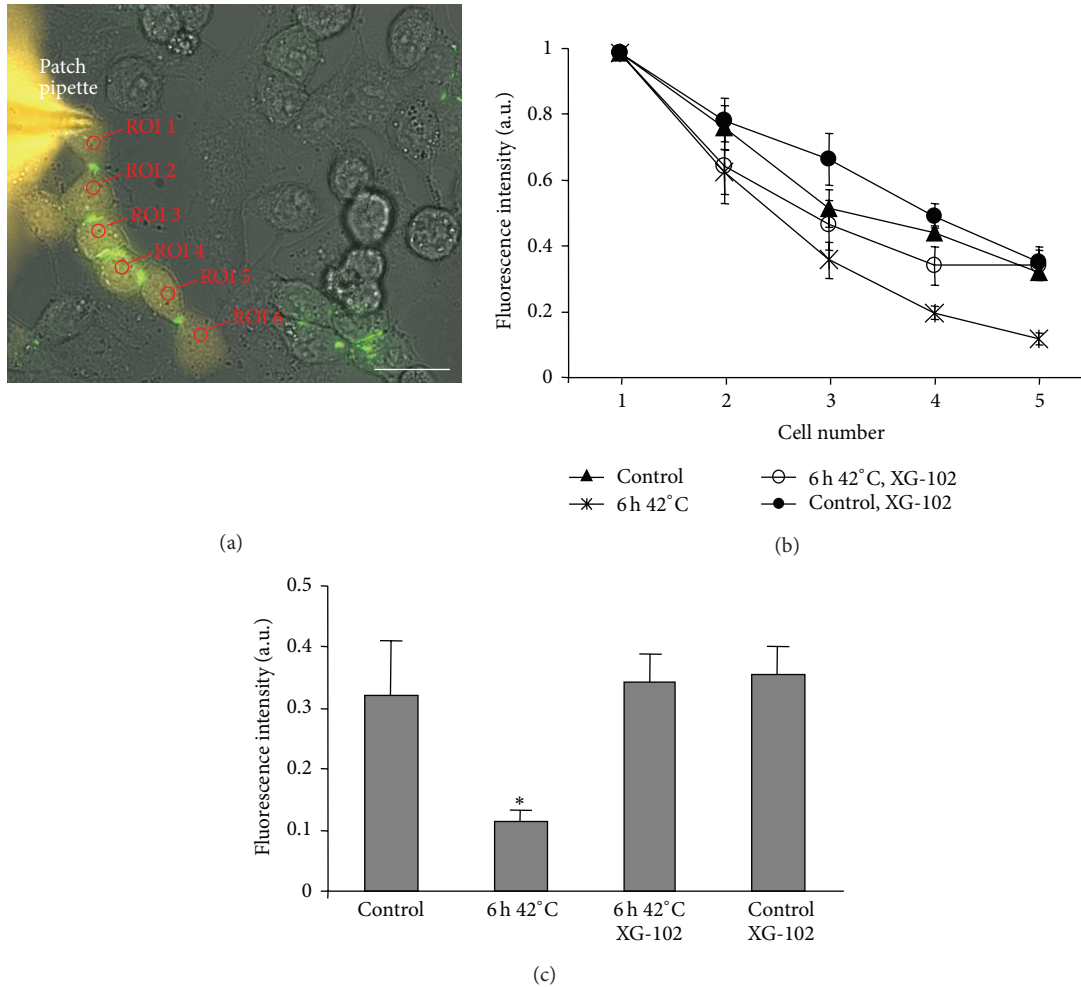 Patch
pipette
ROI 1
ROI 2
ROI 3
ROI 4
ROI 5
ROI 6
(a)
Fluorescence intensity (a.u.)
1
0.8
0.6
0.4
0.2
0
1 2 3 4 5
Cell number
Control
6 h 42°C
6 h 42°C, XG-102
Control, XG-102
(b)
Fluorescence intensity (a.u.)
0.5
0.4
0.3
0.2
0.1
0
*
Control
6 h 42°C
6 h 42°C
XG-102
Control
XG-102
(c)